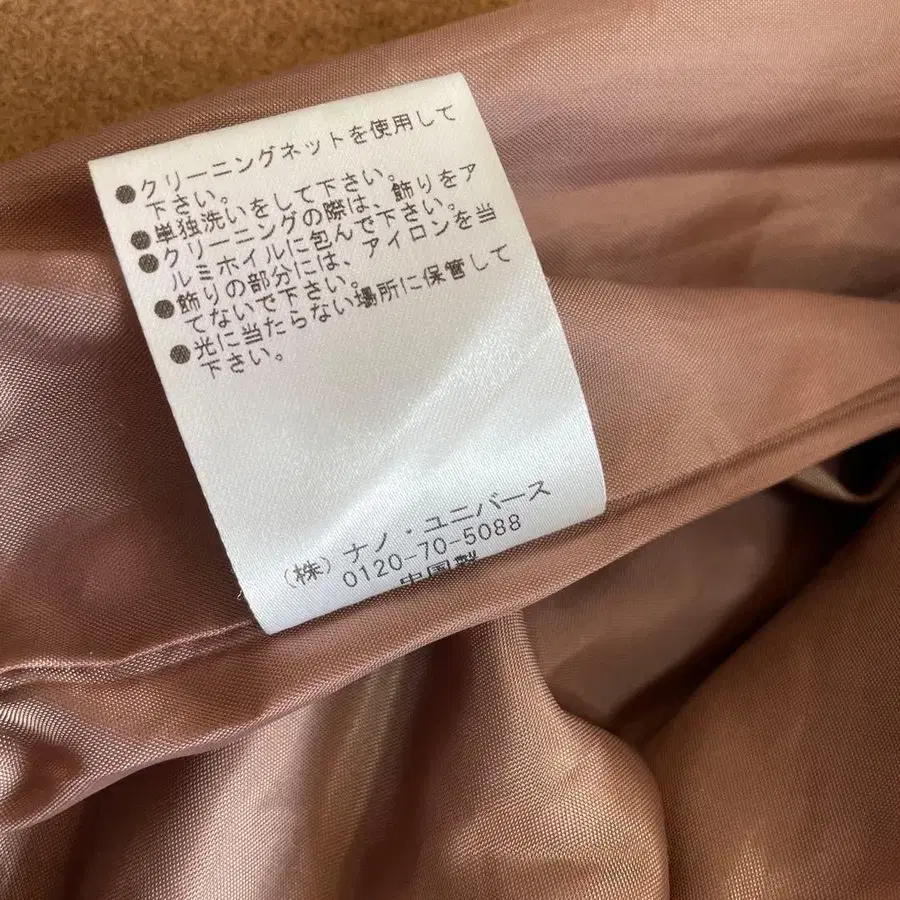 ●クリーニングネットを使用して
下さい。
●単独洗いをして下さい。
●クリーニングの際は、飾りをア
ルミホイルに包んで下さい。
●飾りの部分には、アイロンを当
てないで下さい。
●光に当たらない場所に保管して
下さい。
(株)ナノ・ユニバース
0120-70-5088
中国製